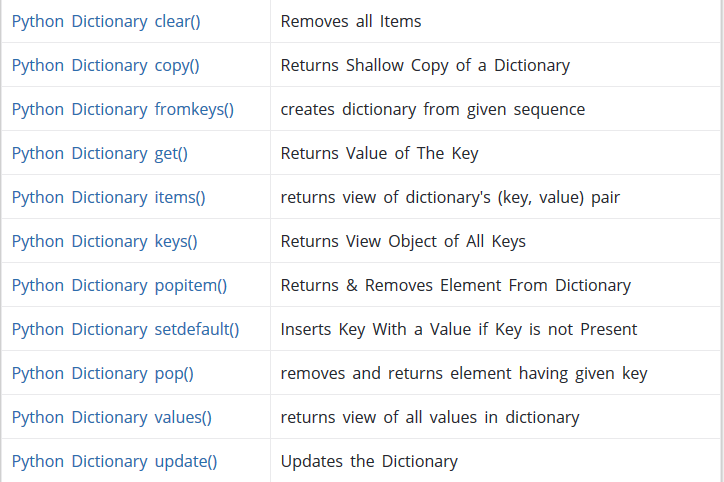 Python Dictionary clear() Removes all Items
Python Dictionary copy() Returns Shallow Copy of a Dictionary
Python Dictionary fromkeys() creates dictionary from given sequence
Python Dictionary get() Returns Value of The Key
Python Dictionary items() returns view of dictionary's (key, value) pair
Python Dictionary keys() Returns View Object of All Keys
Python Dictionary popitem() Returns & Removes Element From Dictionary
Python Dictionary setdefault() Inserts Key With a Value if Key is not Present
Python Dictionary pop() removes and returns element having given key
Python Dictionary values() returns view of all values in dictionary
Python Dictionary update() Updates the Dictionary